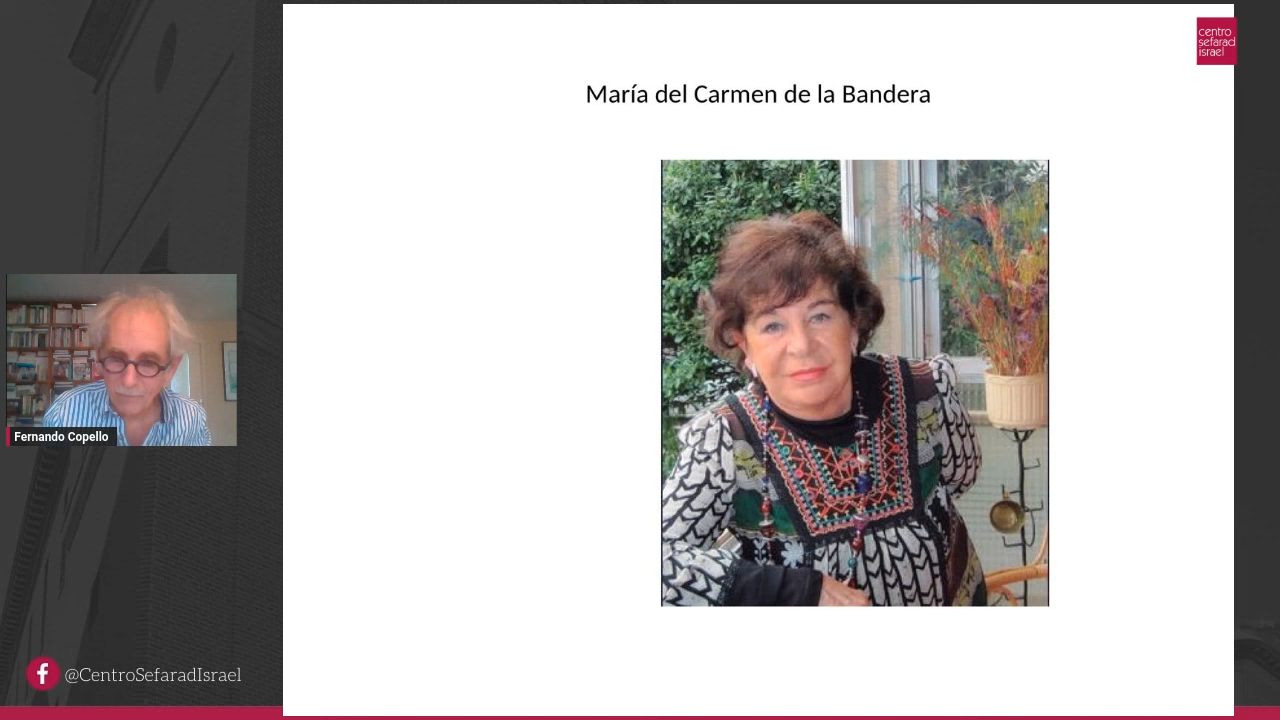 centro
sefarad
israel
María del Carmen de la Bandera
Fernando Copello
@CentroSefaradIsrael